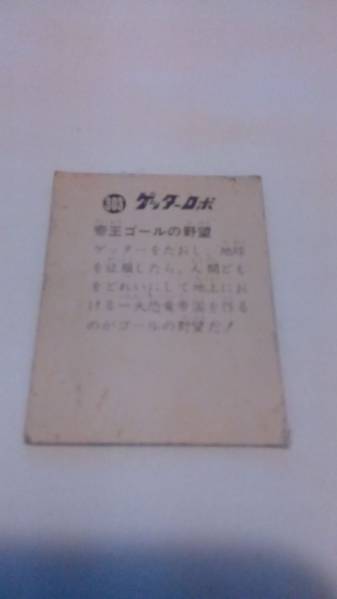 303 ゲッターロボ
帝王ゴールの野望
ゲッターをたおし、地球
を征服したら、人間ども
をどれいにして地上にお
ける一大恐竜帝国を作る
のがゴールの野望だ!